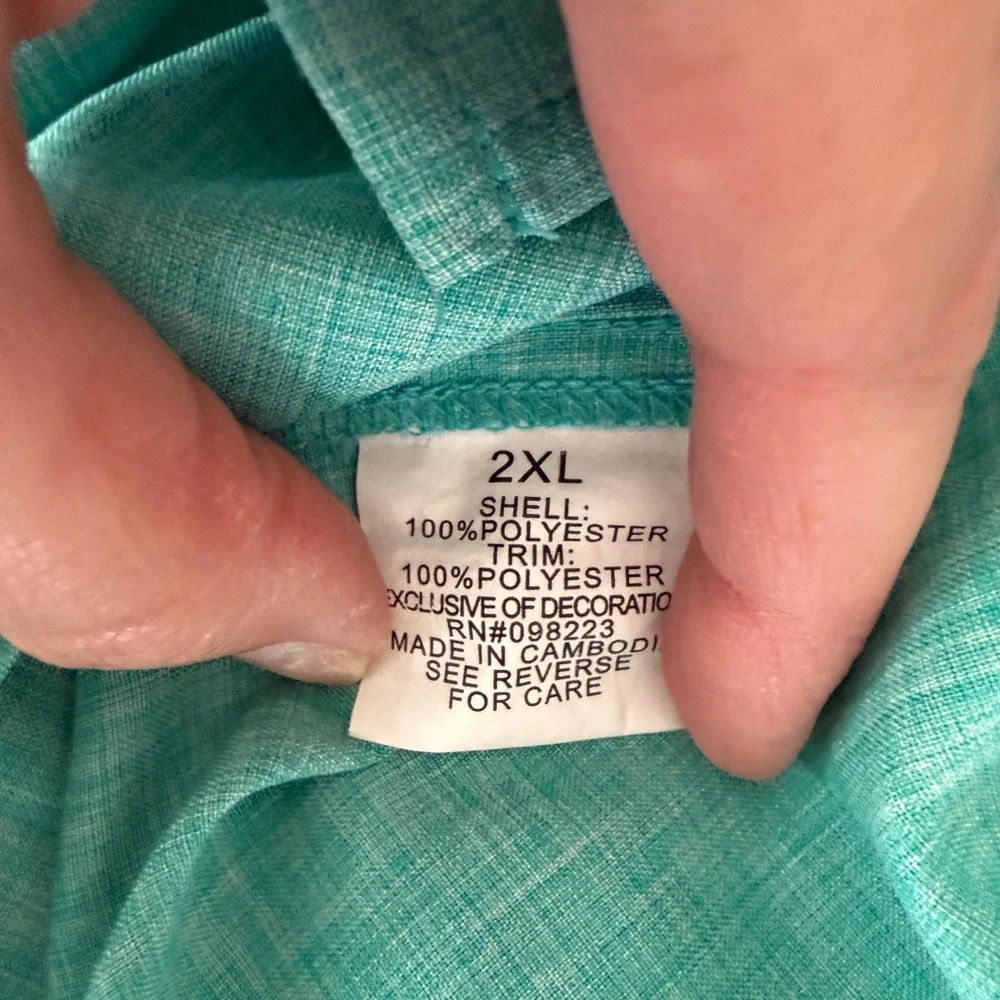 2XL
SHELL:
100%POLYESTER
TRIM:
100%POLYESTER
EXCLUSIVE OF DECORATIO
RN#098223
MADE IN CAMBODI
SEE REVERSE
FOR CARE